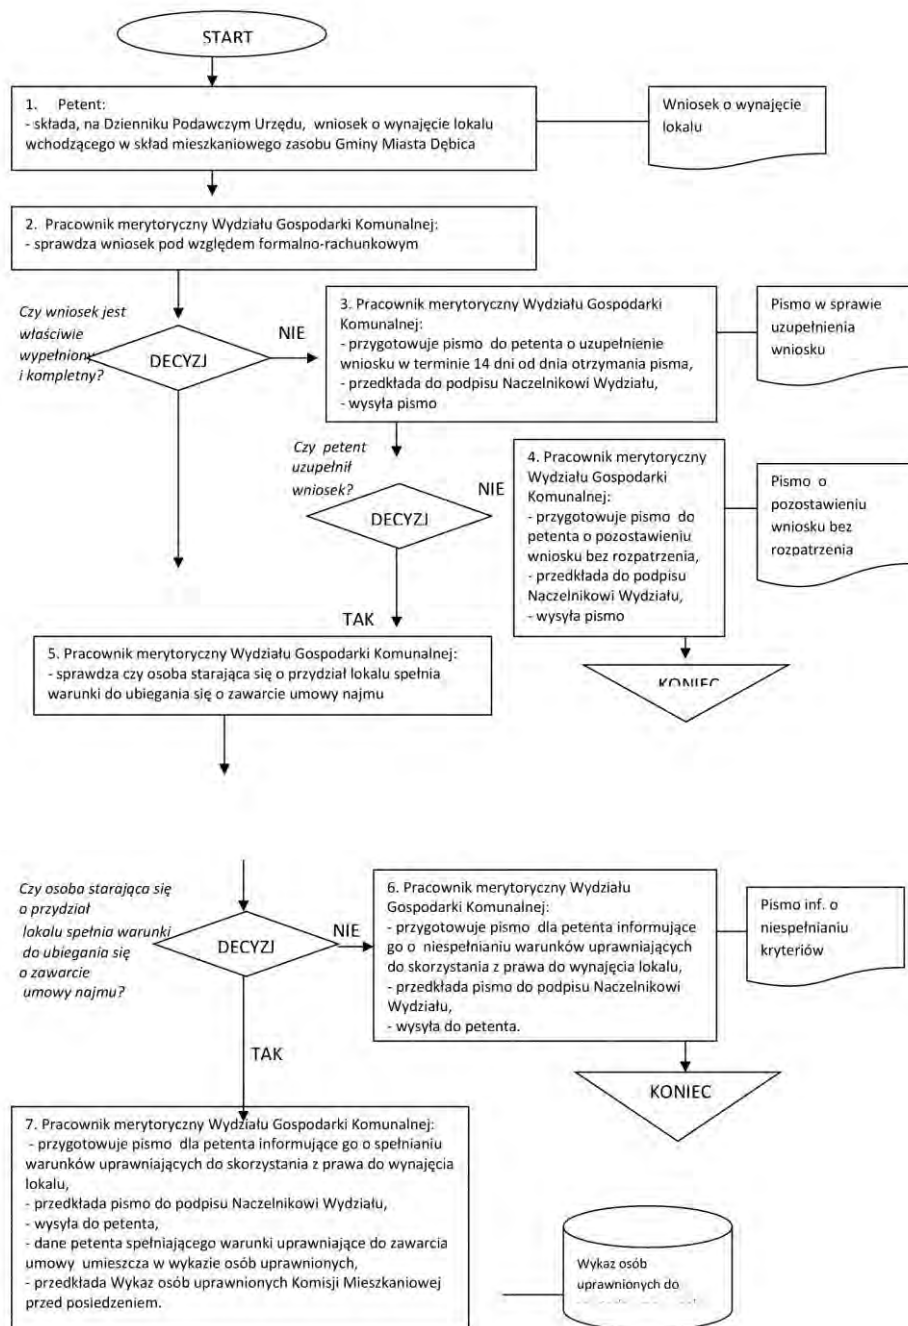 START
1. Petent:
- składa, na Dzienniku Podawczym Urzędu, wniosek o wynajęcie lokalu
wchodzącego w skład mieszkaniowego zasobu Gminy Miasta Dębica
Wniosek o wynajęcie
lokalu
2. Pracownik merytoryczny Wydziału Gospodarki Komunalnej:
- sprawdza wniosek pod względem formalno-rachunkowym
Czy wniosek jest
właściwie
wypełniony
i kompletny?
DECYZJ
NIE
3. Pracownik merytoryczny Wydziału Gospodarki
Komunalnej:
- przygotowuje pismo do petenta o uzupełnienie
wniosku w terminie 14 dni od dnia otrzymania pisma,
- przedkłada do podpisu Naczelnikowi Wydziału,
- wysyła pismo
Pismo w sprawie
uzupełnienia
wniosku
Czy petent
uzupełnił
wniosek?
DECYZJ
NIE
TAK
4. Pracownik merytoryczny
Wydziału Gospodarki
Komunalnej:
- przygotowuje pismo do
petenta o pozostawieniu
wniosku bez rozpatrzenia,
- przedkłada do podpisu
Naczelnikowi Wydziału,
- wysyła pismo
Pismo o
pozostawieniu
wniosku bez
rozpatrzenia
KONIEC
5. Pracownik merytoryczny Wydziału Gospodarki Komunalnej:
- sprawdza czy osoba starająca się o przydział lokalu spełnia
warunki do ubiegania się o zawarcie umowy najmu
Czy osoba starająca się
o przydział
lokalu spełnia warunki
do ubiegania się
o zawarcie
umowy najmu?
DECYZJ
NIE
TAK
6. Pracownik merytoryczny Wydziału
Gospodarki Komunalnej:
- przygotowuje pismo dla petenta informujące
go o niespełnianiu warunków uprawniających
do skorzystania z prawa do wynajęcia lokalu,
- przedkłada pismo do podpisu Naczelnikowi
Wydziału,
- wysyła do petenta.
Pismo inf. o
niespełnianiu
kryteriów
KONIEC
7. Pracownik merytoryczny Wydziału Gospodarki Komunalnej:
- przygotowuje pismo dla petenta informujące go o spełnianiu
warunków uprawniających do skorzystania z prawa do wynajęcia
lokalu,
- przedkłada pismo do podpisu Naczelnikowi Wydziału,
- wysyła do petenta,
- dane petenta spełniającego warunki uprawniające do zawarcia
umowy umieszcza w wykazie osób uprawnionych,
- przedkłada Wykaz osób uprawnionych Komisji Mieszkaniowej
przed posiedzeniem.
Wykaz osób
uprawnionych do